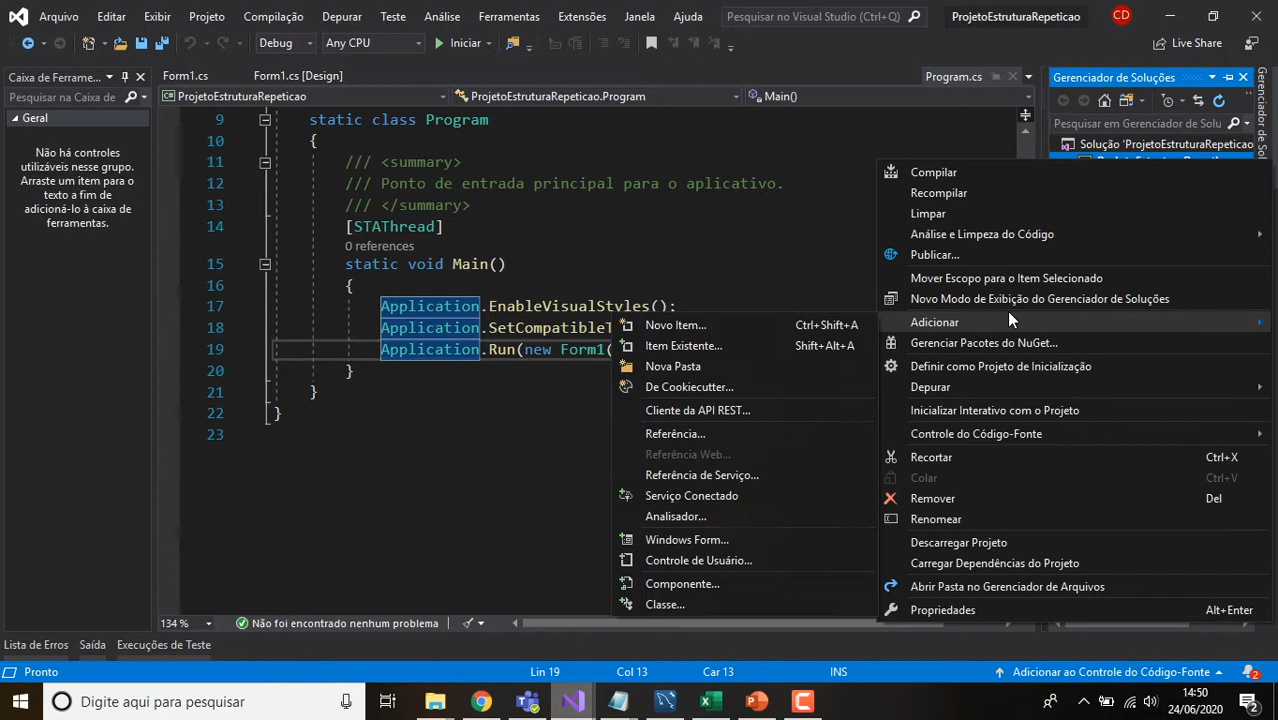 Arquivo Editar Exibir Projeto Compilação Depurar Teste Análise Ferramentas Extensões Janela Ajuda Pesquisar no Visual Studio (Ctrl+Q) ProjetoEstruturaRepeticao CD
Debug Any CPU Iniciar Live Share
Caixa de Ferrame... Form1.cs Form1.cs [Design] Program.cs Gerenciador de Soluções
Pesquisar na Caixa de ProjetoEstruturaRepeticao ProjetoEstruturaRepeticao.Program Main()
Geral
Não há controles
utilizáveis nesse grupo.
Arraste um item para o
texto a fim de
adicioná-lo à caixa de
ferramentas.
Pesquisar em Gerenciador de Solu
Solução 'ProjetoEstruturaRepeticao
9 static class Program
10 {
11 /// <summary>
12 /// Ponto de entrada principal para o aplicativo.
13 /// </summary>
14 [STAThread]
0 references
15 static void Main()
16 {
17 Application.EnableVisualStyles();
18 Application.SetCompatibleT
19 Application.Run(new Form1(
20 }
21 }
22 }
23
Compilar
Recompilar
Limpar
Análise e Limpeza do Código
Publicar...
Mover Escopo para o Item Selecionado
Novo Modo de Exibição do Gerenciador de Soluções
Adicionar
Gerenciar Pacotes do NuGet...
Definir como Projeto de Inicialização
Depurar
Inicializar Interativo com o Projeto
Controle do Código-Fonte
Recortar Ctrl+X
Colar Ctrl+V
Remover Del
Renomear
Descarregar Projeto
Carregar Dependências do Projeto
Abrir Pasta no Gerenciador de Arquivos
Propriedades Alt+Enter
Novo Item... Ctrl+Shift+A
Item Existente... Shift+Alt+A
Nova Pasta
De Cookiecutter...
Cliente da API REST...
Referência...
Referência Web...
Referência de Serviço...
Serviço Conectado
Analisador...
Windows Form...
Controle de Usuário...
Componente...
Classe...
134 % Não foi encontrado nenhum problema
Lista de Erros Saída Execuções de Teste
Pronto Lin 19 Col 13 Car 13 INS Adicionar ao Controle do Código-Fonte 2
Digite aqui para pesquisar
14:50
24/06/2020
2